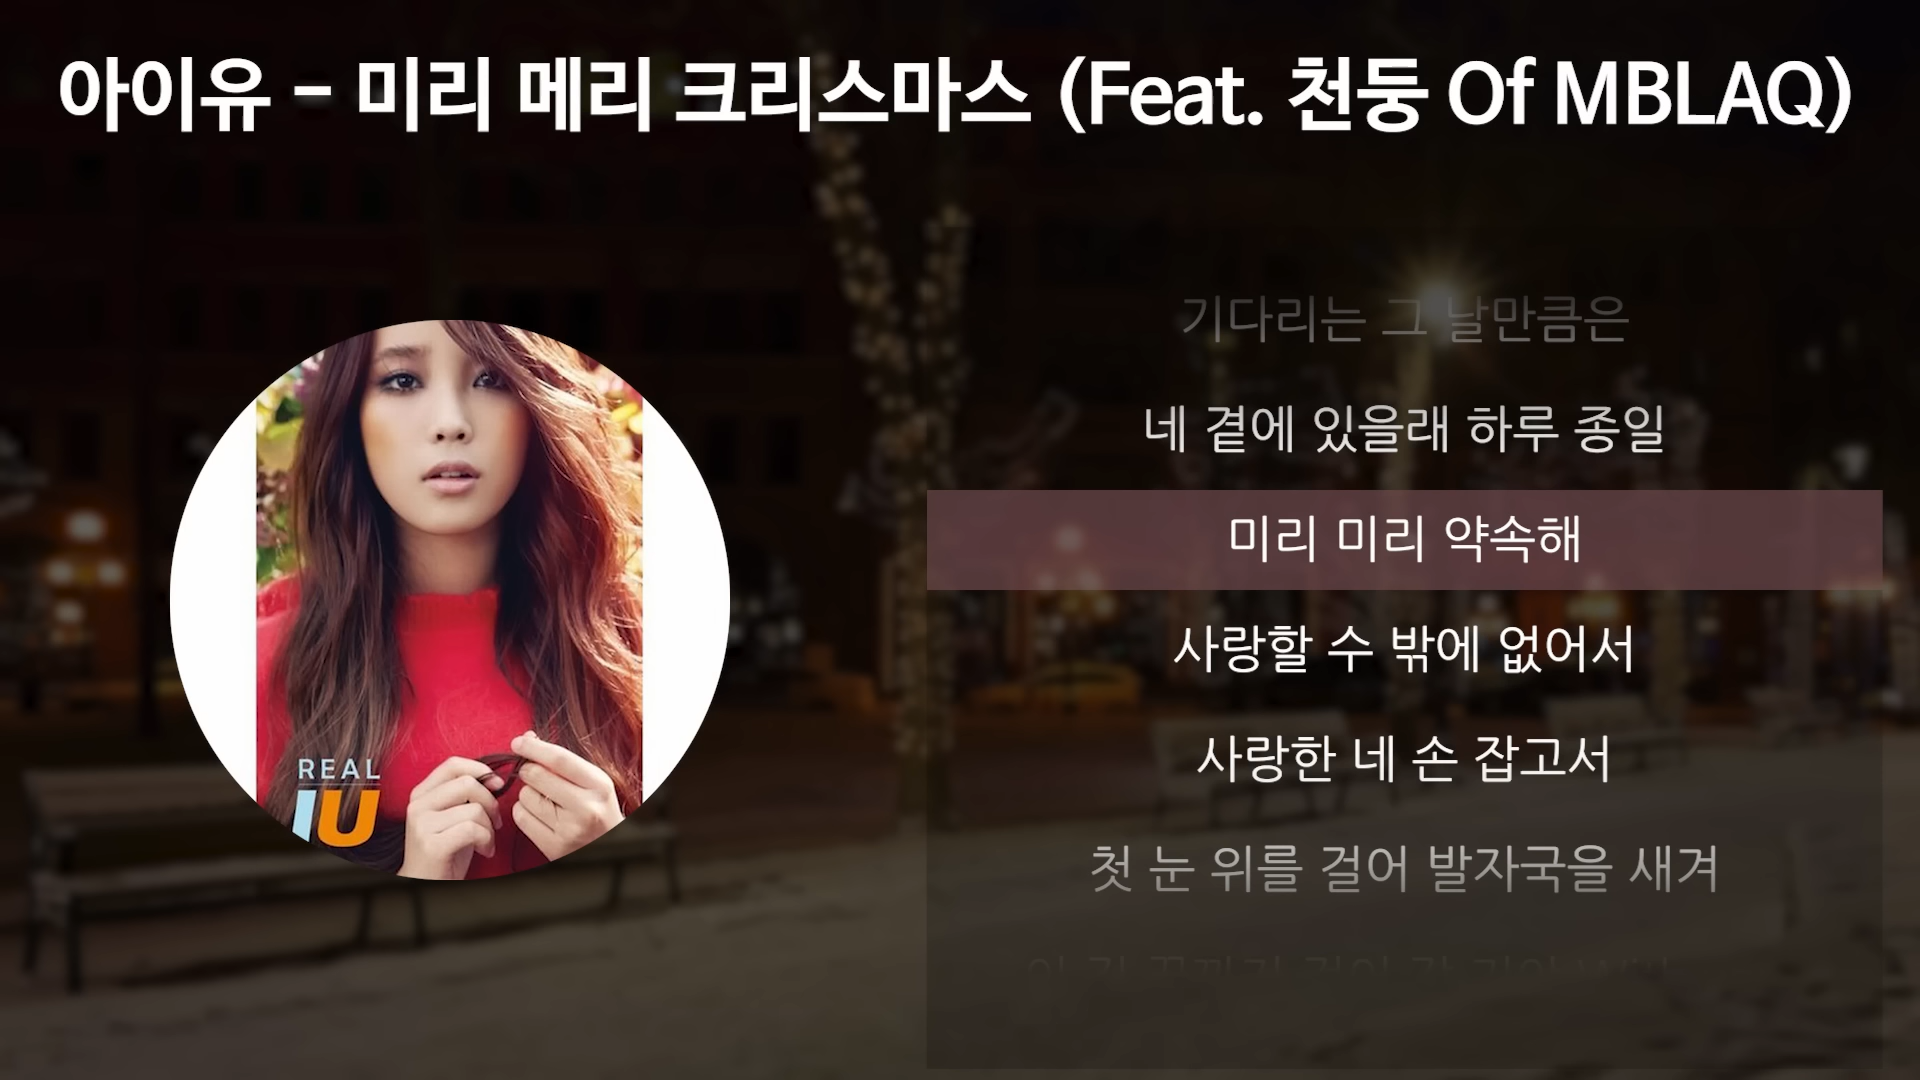 아이유 - 미리 메리 크리스마스 (Feat. 천둥 Of MBLAQ)
기다리는 그 날만큼은
네 곁에 있을래 하루 종일
미리 미리 약속해
사랑할 수 밖에 없어서
사랑한 네 손 잡고서
첫 눈 위를 걸어 발자국을 새겨
REAL
IU